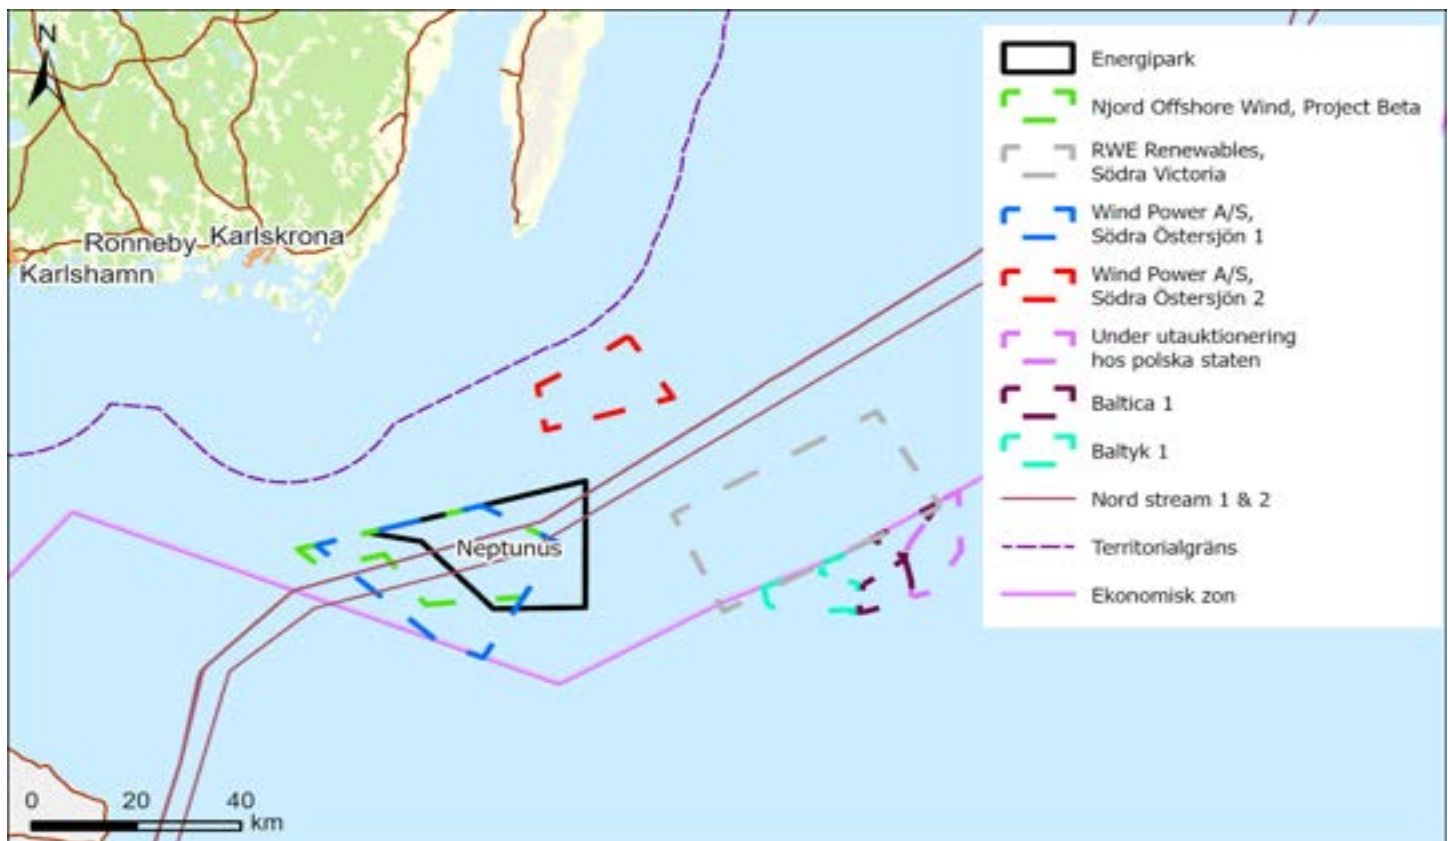 N
Ronneby
Karlskrona
Karlshamn
Neptunus
0 20 40
km
Energipark
Njord Offshore Wind, Project Beta
RWE Renewables,
Södra Victoria
Wind Power A/S,
Södra Östersjön 1
Wind Power A/S,
Södra Östersjön 2
Under utauktionering
hos polska staten
Baltica 1
Baltyk 1
Nord stream 1 & 2
Territorialgräns
Ekonomisk zon